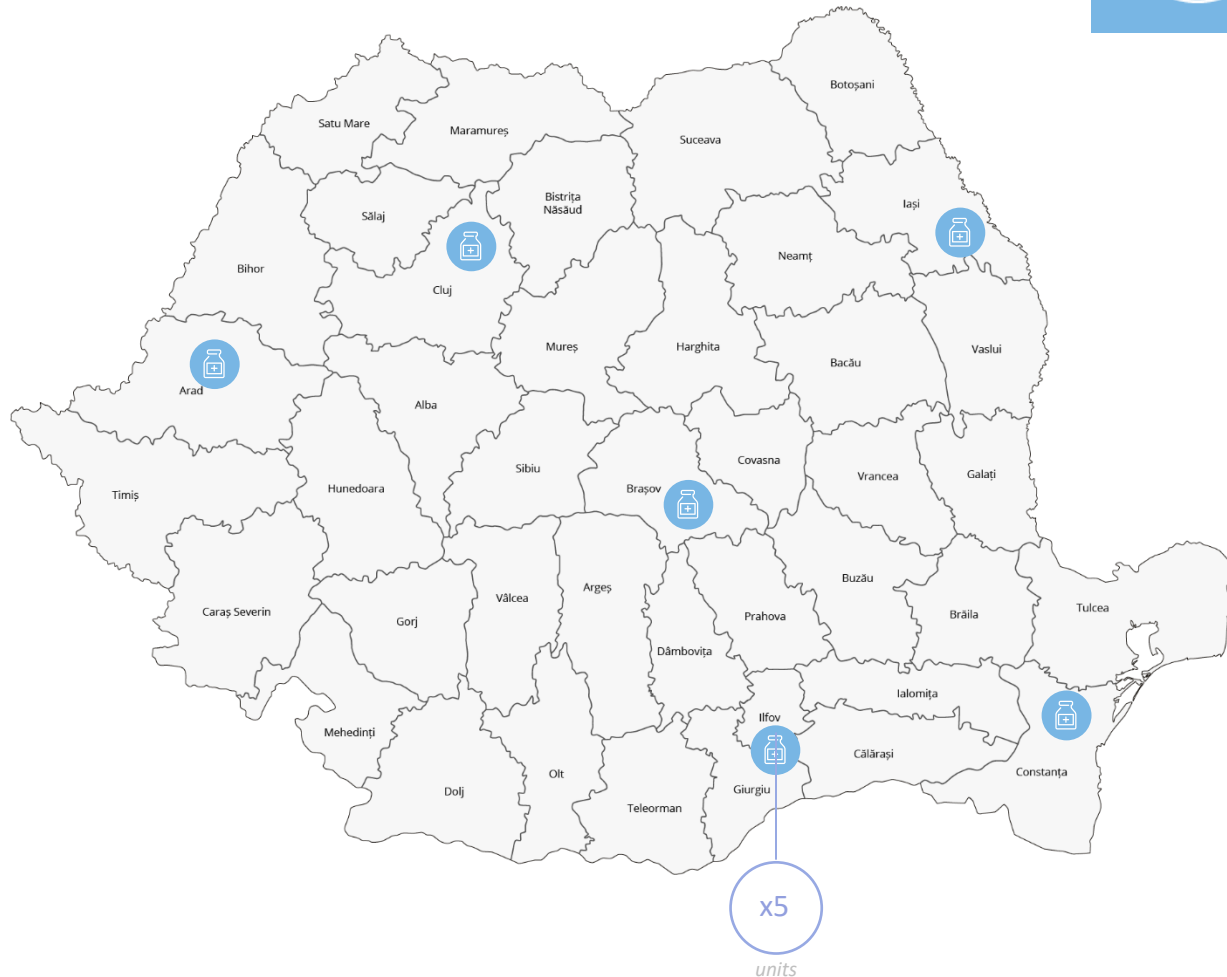 Botoșani
Satu Mare
Maramureș
Suceava
Bistrița
Năsăud
Iași
Sălaj
Neamț
Bihor
Cluj
Mureș
Harghita
Vaslui
Bacău
Arad
Alba
Covasna
Sibiu
Vrancea
Galați
Hunedoara
Brașov
Timiș
Buzău
Argeș
Vâlcea
Tulcea
Caraș Severin
Brăila
Prahova
Gorj
Dâmbovița
Ialomița
Ilfov
Mehedinți
Călărași
Constanța
Olt
Giurgiu
Dolj
Teleorman
x5
units